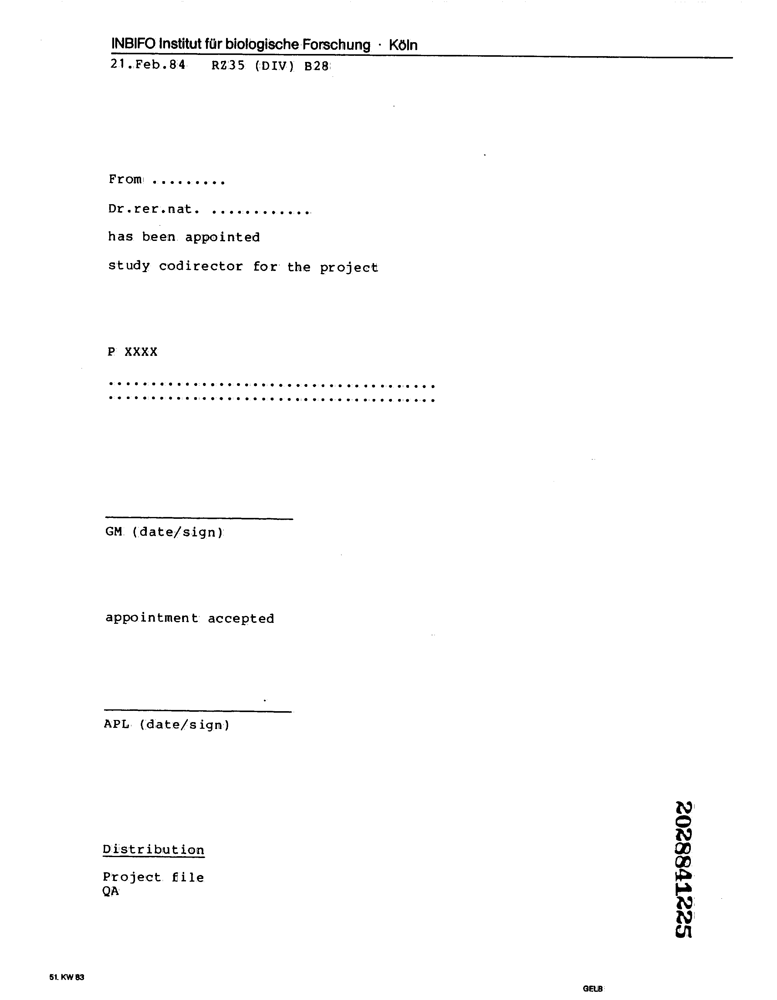 INBIFO Institut für biologische Forschung · Köln
21.Feb.84 RZ35 (DIV) B28
From .........
Dr.rer.nat. ............
has been appointed
study codirector for the project
P XXXX
.......................................
.......................................
GM (date/sign)
appointment accepted
APL (date/sign)
Distribution
Project file
QA
2028841225
51. KW 83
GELB